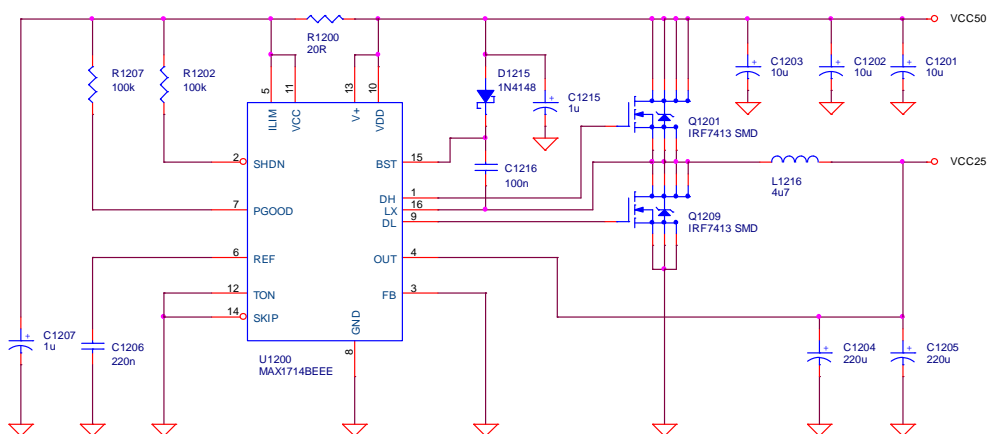 VCC50
R1200
20R
R1207
100k
R1202
100k
5
11
13
10
ILIM
VCC
V+
VDD
D1215
1N4148
C1215
1u
C1203
10u
C1202
10u
C1201
10u
Q1201
IRF7413 SMD
2
SHDN
BST
15
C1216
100n
VCC25
L1216
4u7
DH
1
7
PGOOD
LX
16
DL
9
Q1209
IRF7413 SMD
6
REF
OUT
4
12
TON
FB
3
14
SKIP
GND
8
C1207
1u
C1206
220n
U1200
MAX1714BEEE
C1204
220u
C1205
220u